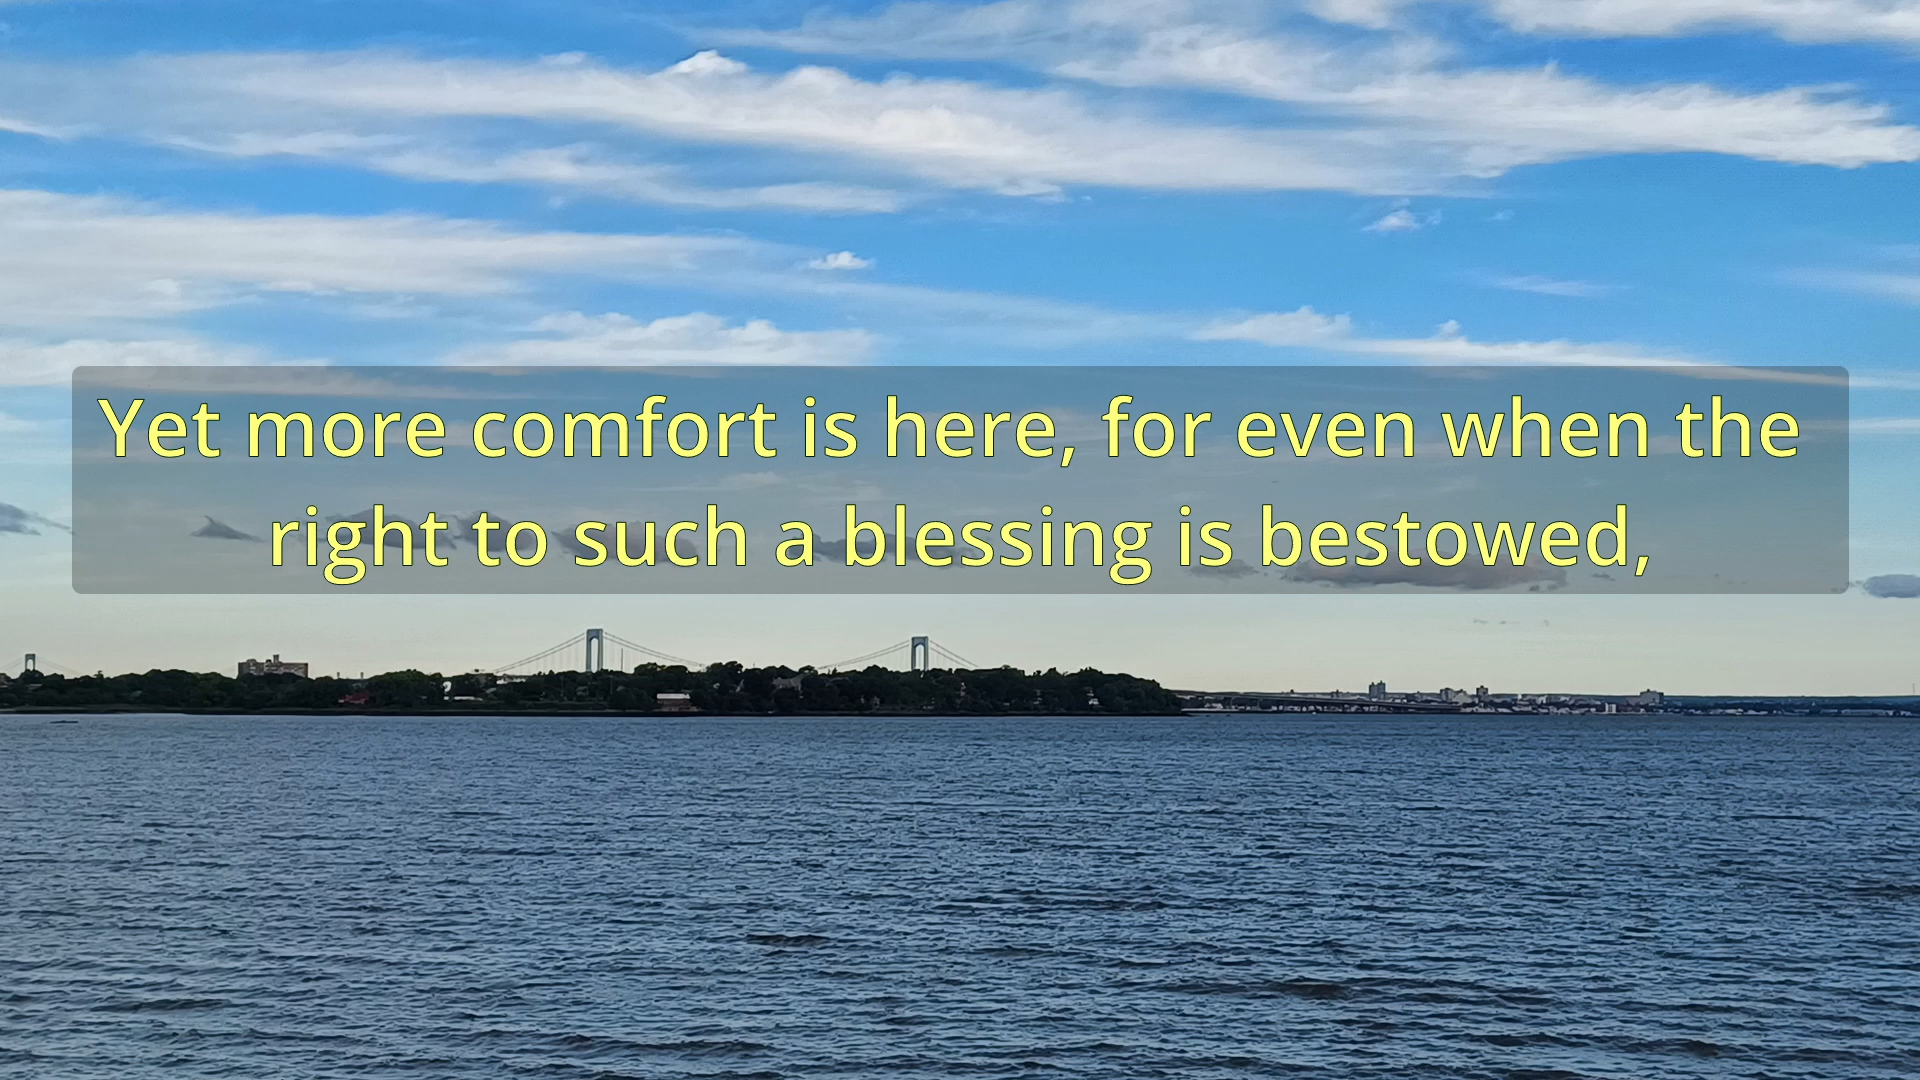 Yet more comfort is here, for even when the
right to such a blessing is bestowed,